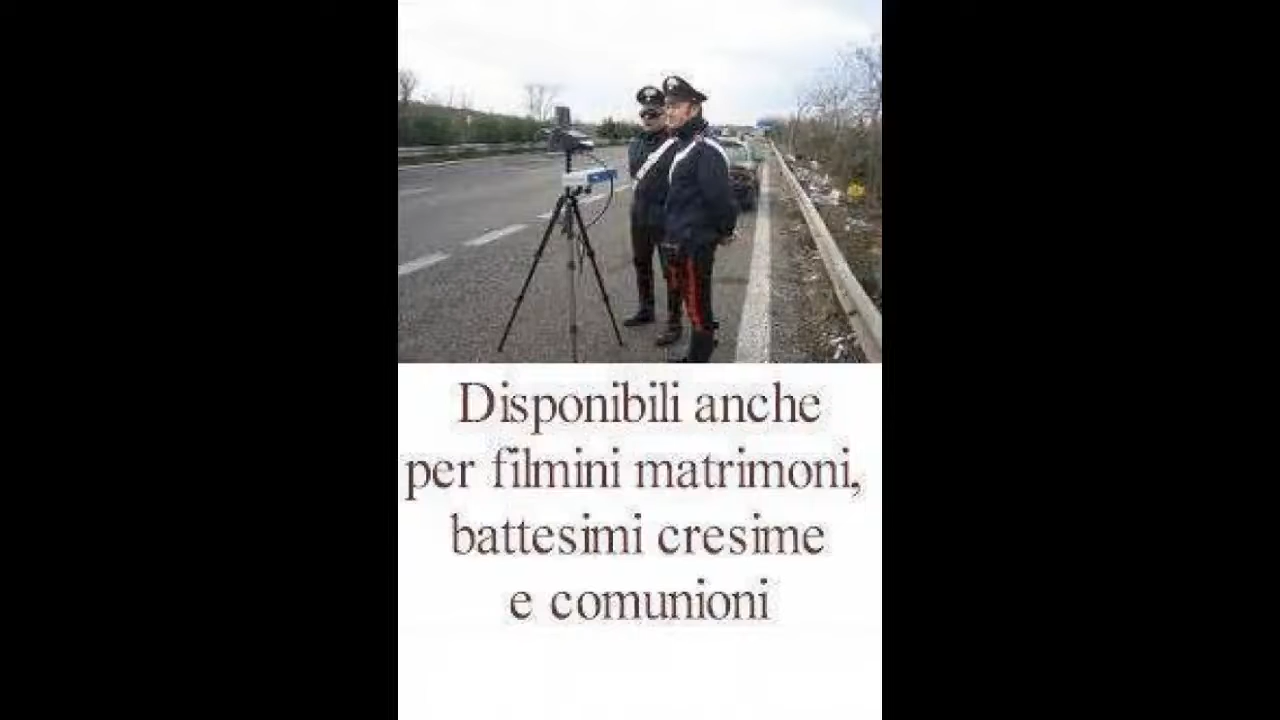 Disponibili anche
per filmini matrimoni,
battesimi cresime
e comunioni